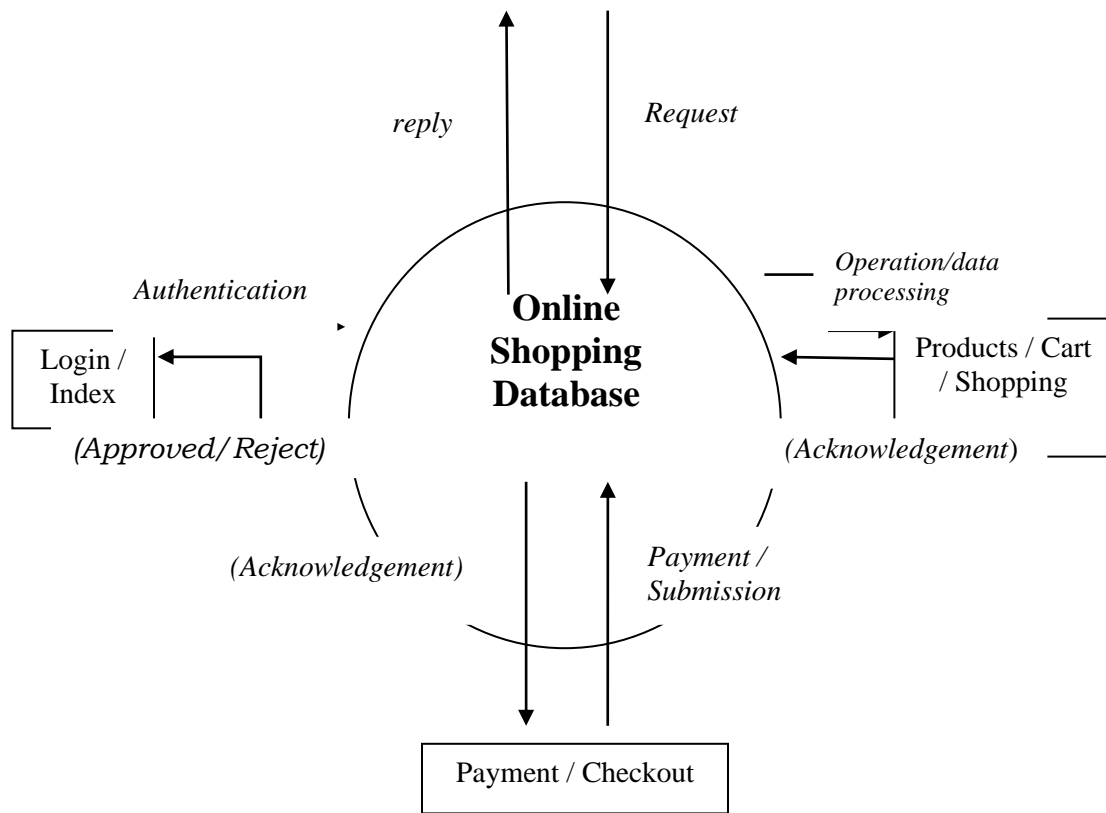 reply
Request
Operation/data
processing
Authentication
Online
Shopping
Database
Login /
Index
Products / Cart
/ Shopping
(Approved/ Reject)
(Acknowledgement)
(Acknowledgement)
Payment /
Submission
Payment / Checkout